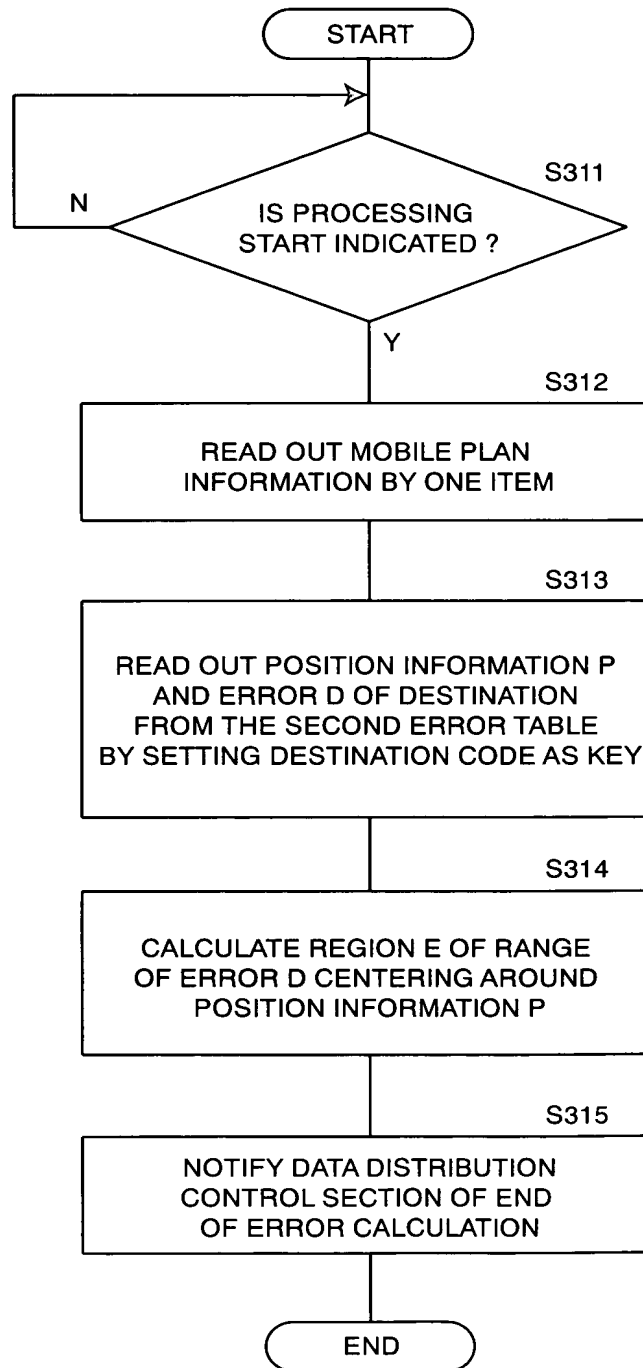 START
S311
N
IS PROCESSING
START INDICATED ?
Y
S312
READ OUT MOBILE PLAN
INFORMATION BY ONE ITEM
S313
READ OUT POSITION INFORMATION P
AND ERROR D OF DESTINATION
FROM THE SECOND ERROR TABLE
BY SETTING DESTINATION CODE AS KEY
S314
CALCULATE REGION E OF RANGE
OF ERROR D CENTERING AROUND
POSITION INFORMATION P
S315
NOTIFY DATA DISTRIBUTION
CONTROL SECTION OF END
OF ERROR CALCULATION
END